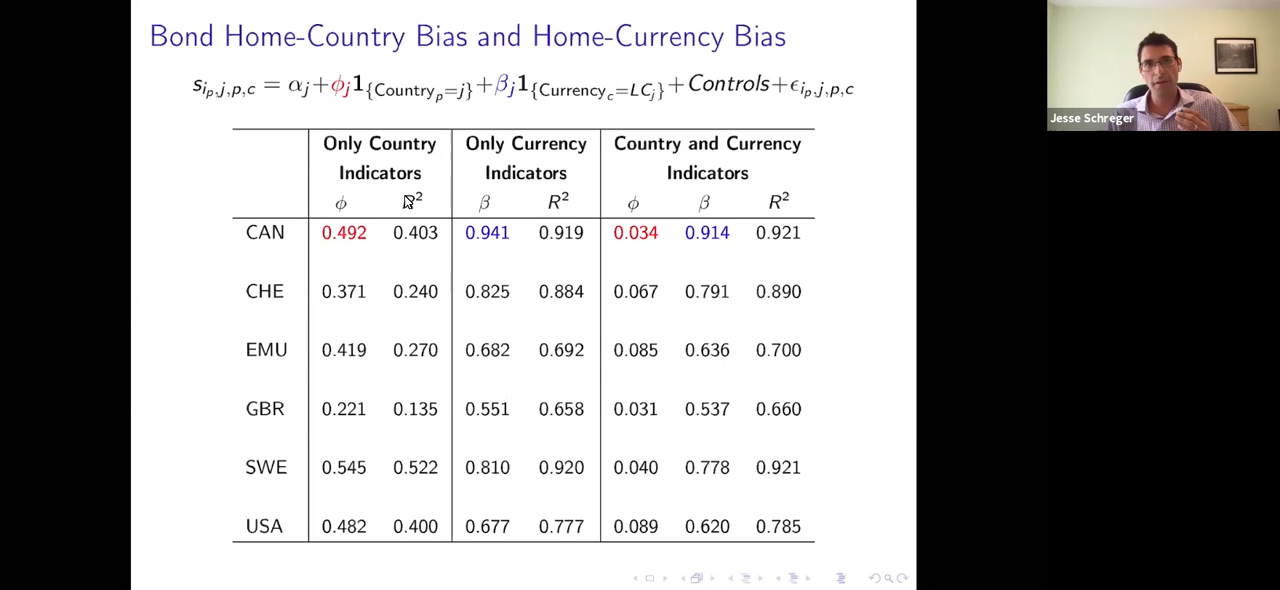 Bond Home-Country Bias and Home-Currency Bias
s_{i_p,j,p,c} = α_j + ϕ_j 1_{Country_p=j} + β_j 1_{Currency_c=LC_j} + Controls + ϵ_{i_p,j,p,c}
Only Country Only Currency Country and Currency
Indicators Indicators Indicators
ϕ R² β R² ϕ β R²
CAN 0.492 0.403 0.941 0.919 0.034 0.914 0.921
CHE 0.371 0.240 0.825 0.884 0.067 0.791 0.890
EMU 0.419 0.270 0.682 0.692 0.085 0.636 0.700
GBR 0.221 0.135 0.551 0.658 0.031 0.537 0.660
SWE 0.545 0.522 0.810 0.920 0.040 0.778 0.921
USA 0.482 0.400 0.677 0.777 0.089 0.620 0.785
Jesse Schreger